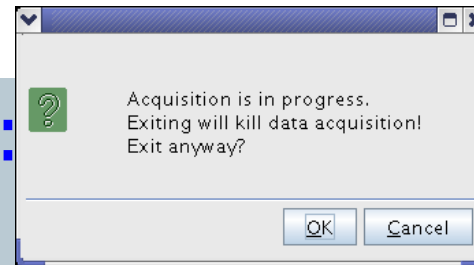 Acquisition is in progress.
Exiting will kill data acquisition!
Exit anyway?
OK
Cancel